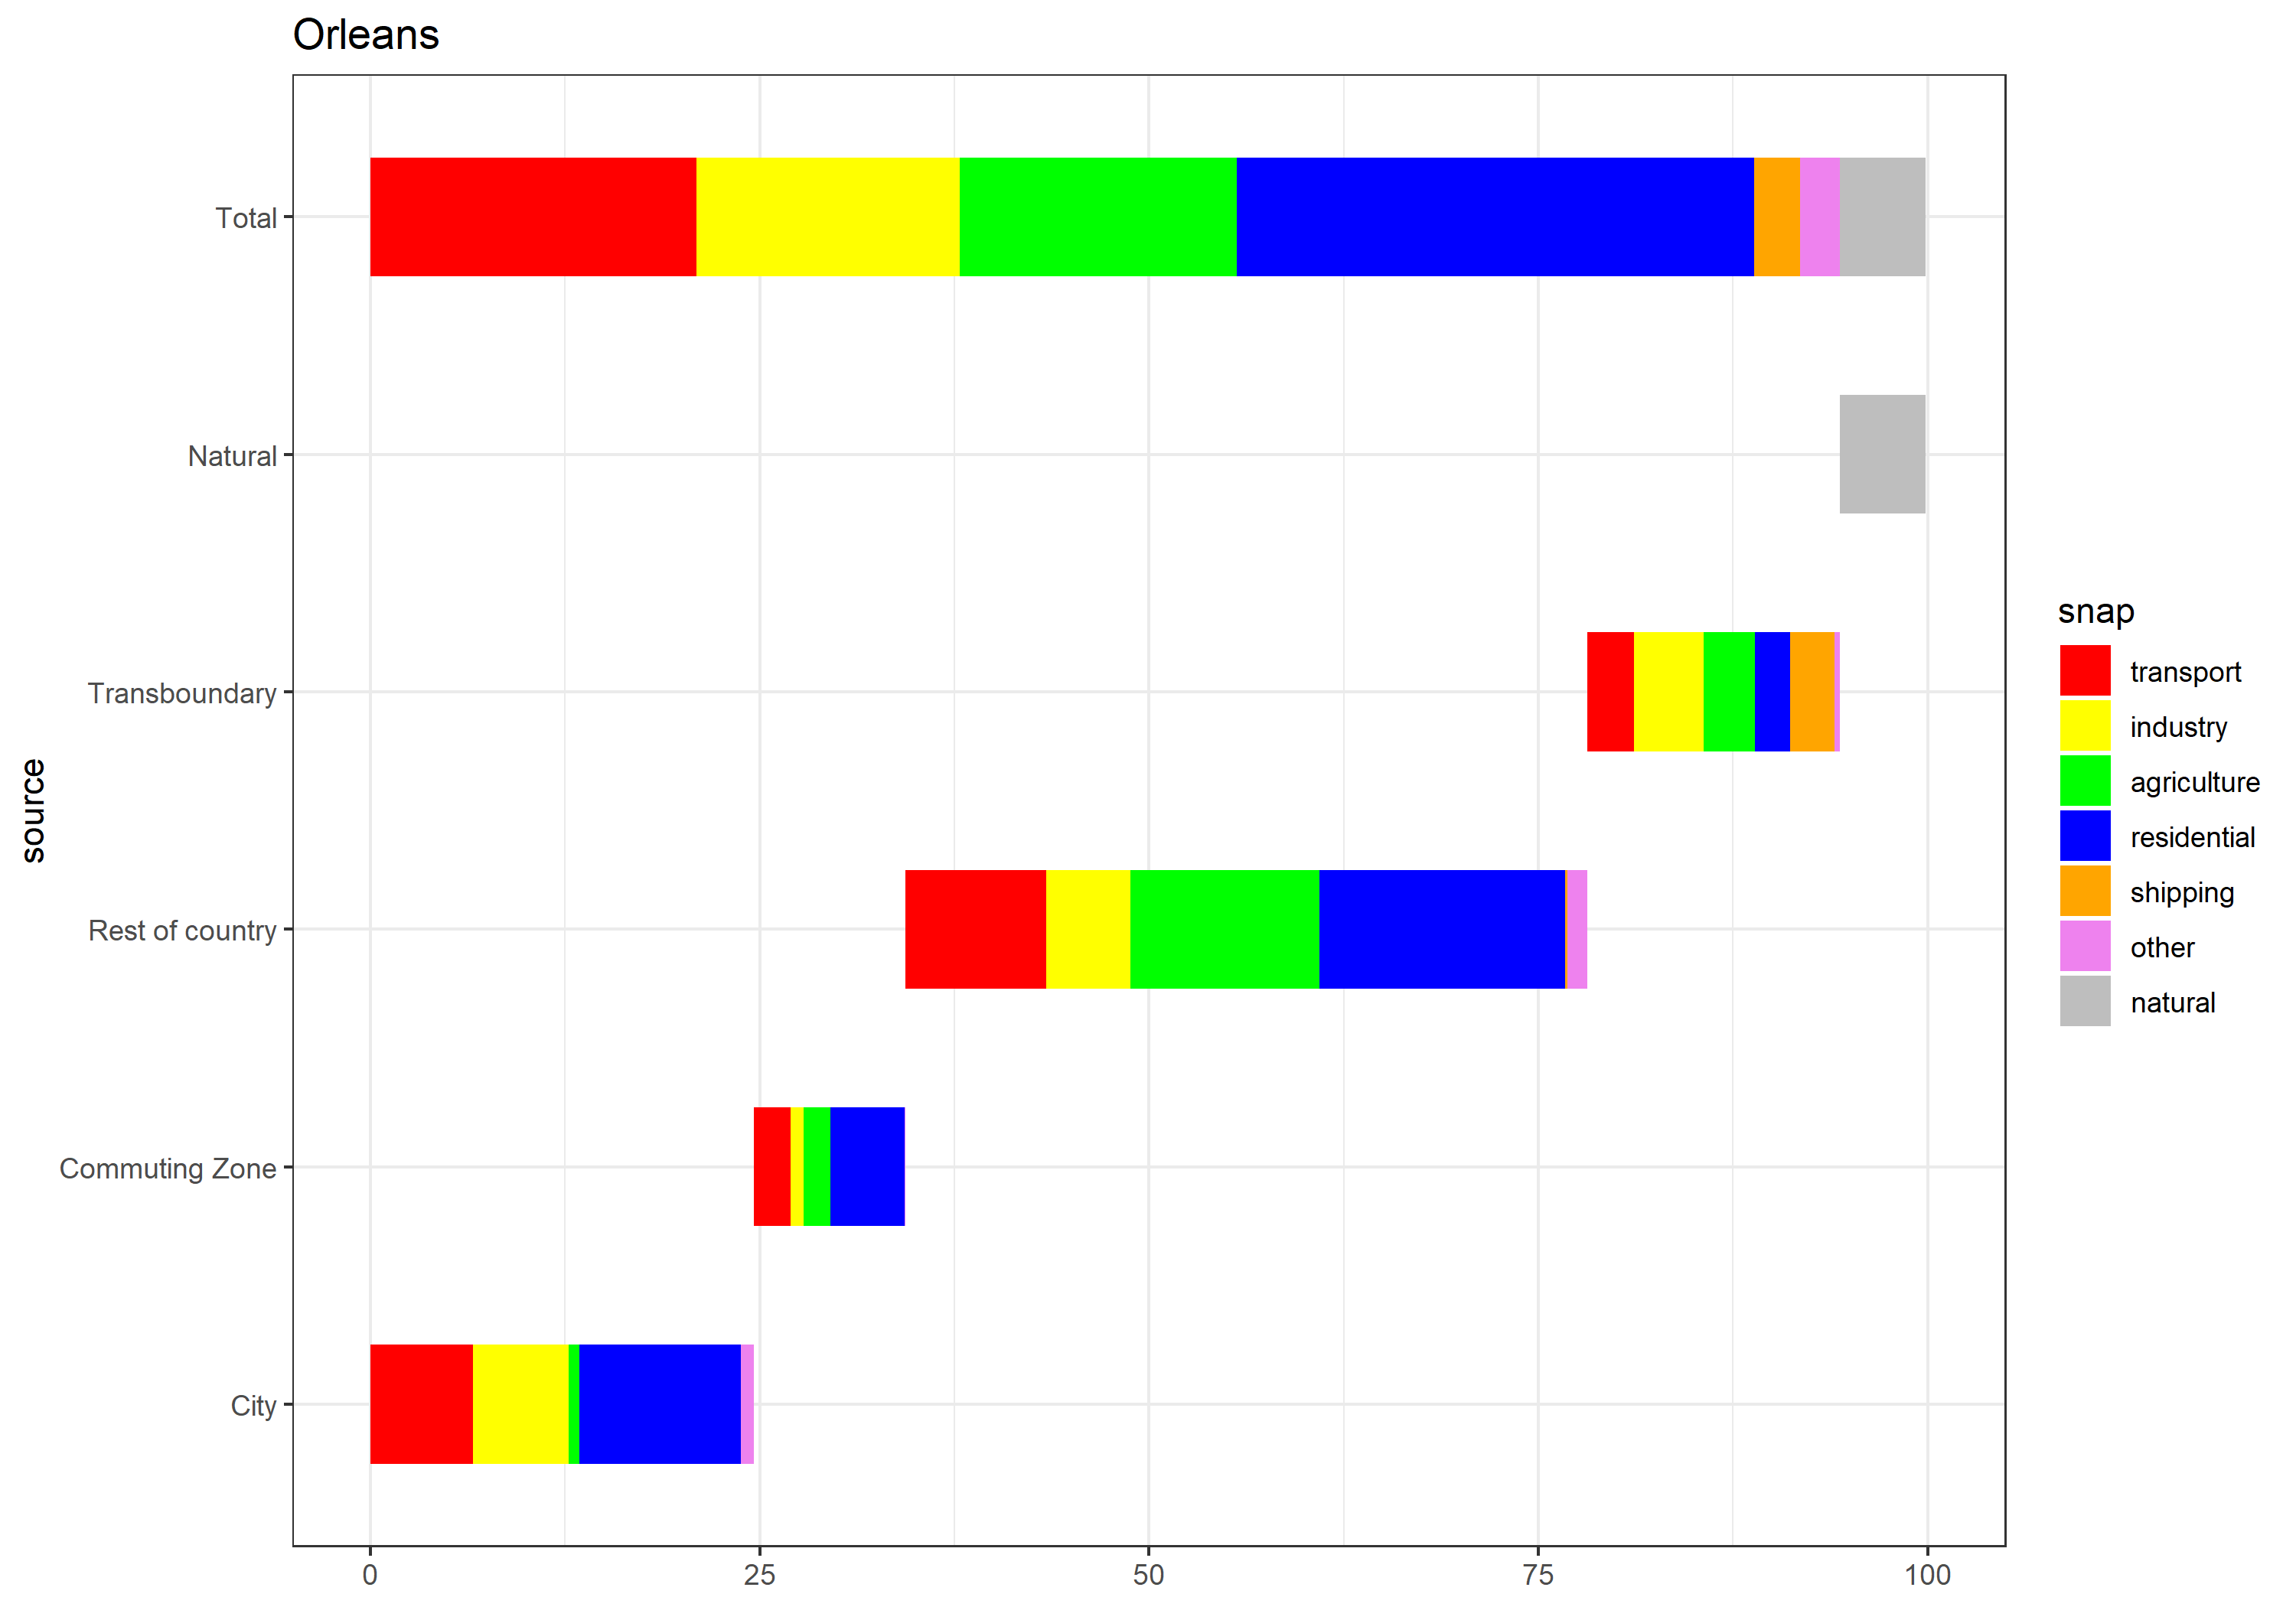 Orleans
Total
Natural
Transboundary
Rest of country
Commuting Zone
City
source
0 25 50 75 100
snap
transport
industry
agriculture
residential
shipping
other
natural